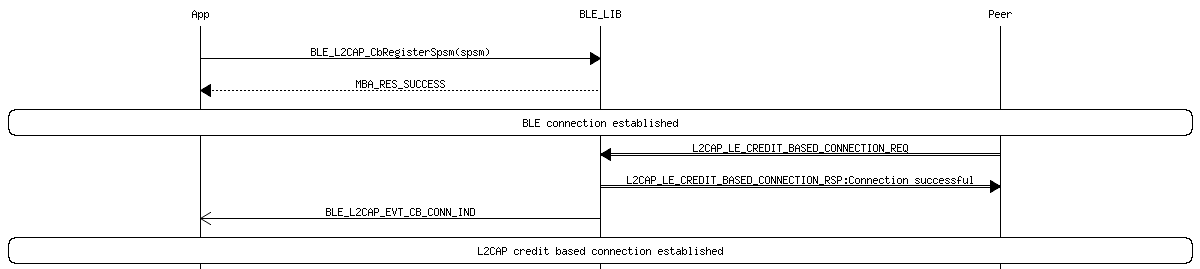 App BLE_LIB Peer
BLE_L2CAP_CbRegisterSpsm(spsm)
MBA_RES_SUCCESS
BLE connection established
L2CAP_LE_CREDIT_BASED_CONNECTION_REQ
L2CAP_LE_CREDIT_BASED_CONNECTION_RSP:Connection successful
BLE_L2CAP_EVT_CB_CONN_IND
L2CAP credit based connection established